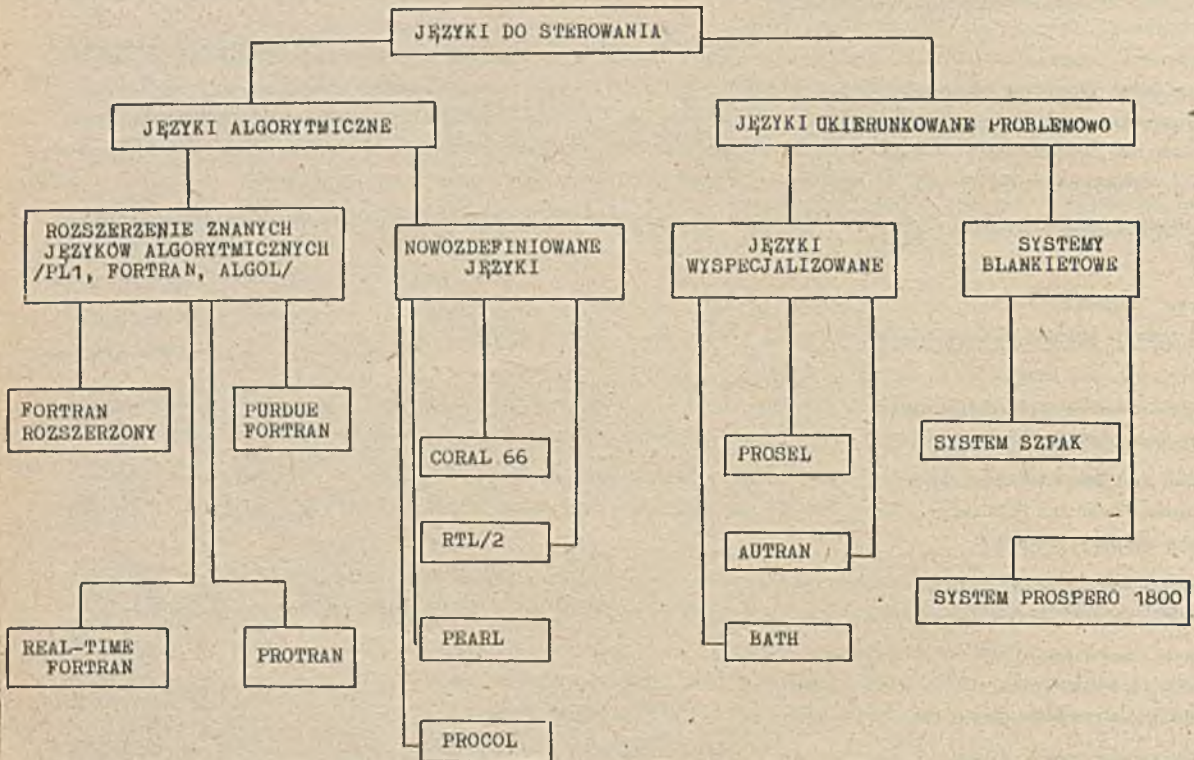 JĘZYKI DO STEROWANIA
JĘZYKI ALGORYTMICZNE
JĘZYKI UKIERUNKOWANE PROBLEMOWO
ROZSZERZENIE ZNANYCH
JĘZYKÓW ALGORYTMICZNYCH
/PL1, FORTRAN, ALGOL/
NOWOZDEFINIOWANE
JĘZYKI
JĘZYKI
WYSPECJALIZOWANE
SYSTEMY
BLANKIETOWE
FORTRAN
ROZSZERZONY
PURDUE
FORTRAN
CORAL 66
PROSEL
SYSTEM SZPAK
RTL/2
AUTRAN
SYSTEM PROSPERO 1800
REAL-TIME
FORTRAN
PROTRAN
PEARL
BATH
PROCOL